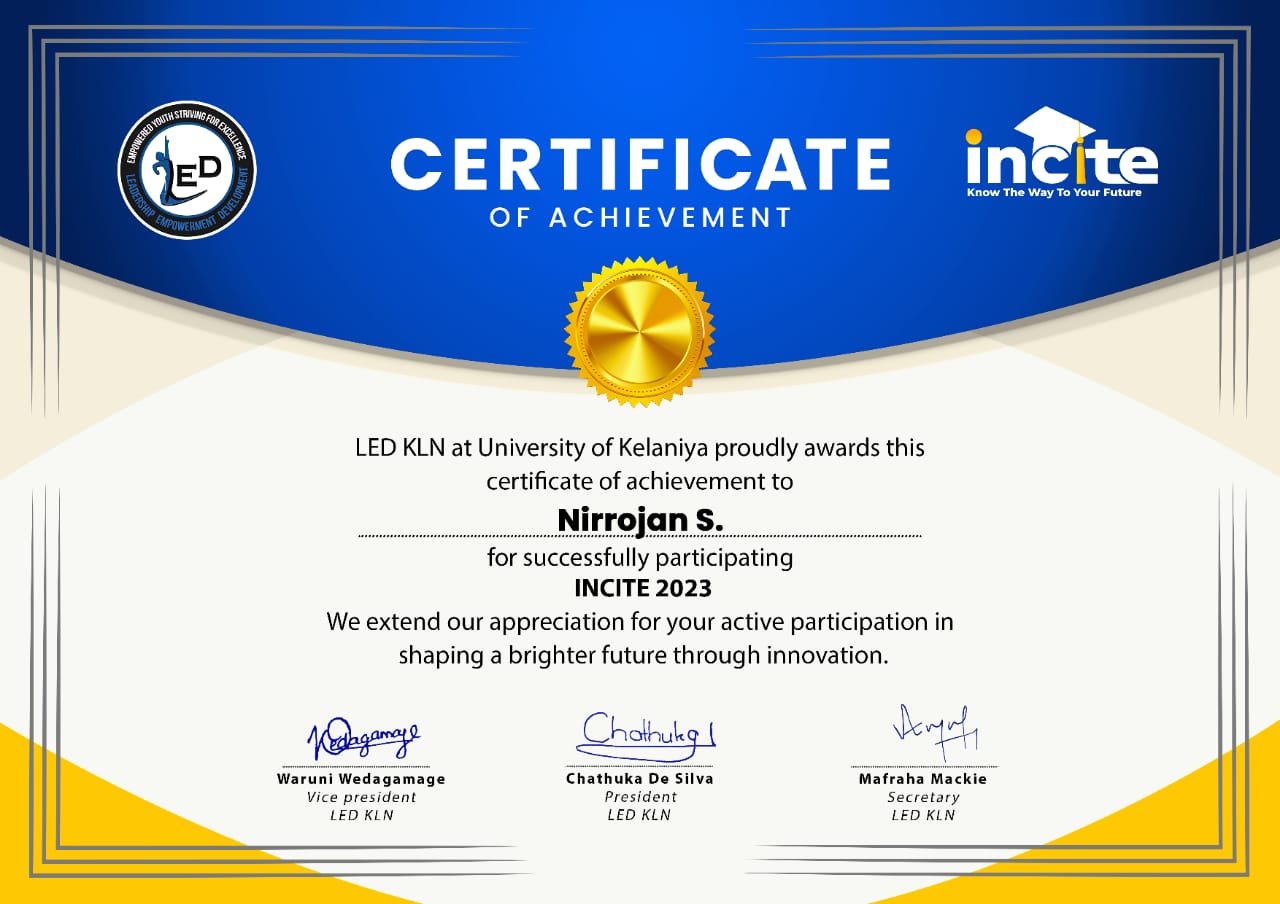 EMPOWERED YOUTH STRIVING FOR EXCELLENCE
LED
LEADERSHIP EMPOWERMENT DEVELOPMENT
CERTIFICATE
OF ACHIEVEMENT
incite
Know The Way To Your Future
LED KLN at University of Kelaniya proudly awards this
certificate of achievement to
Nirrojan S.
for successfully participating
INCITE 2023
We extend our appreciation for your active participation in
shaping a brighter future through innovation.
Wedagamage
Chathuka
Waruni Wedagamage
Vice president
LED KLN
Chathuka De Silva
President
LED KLN
Mafraha Mackie
Secretary
LED KLN